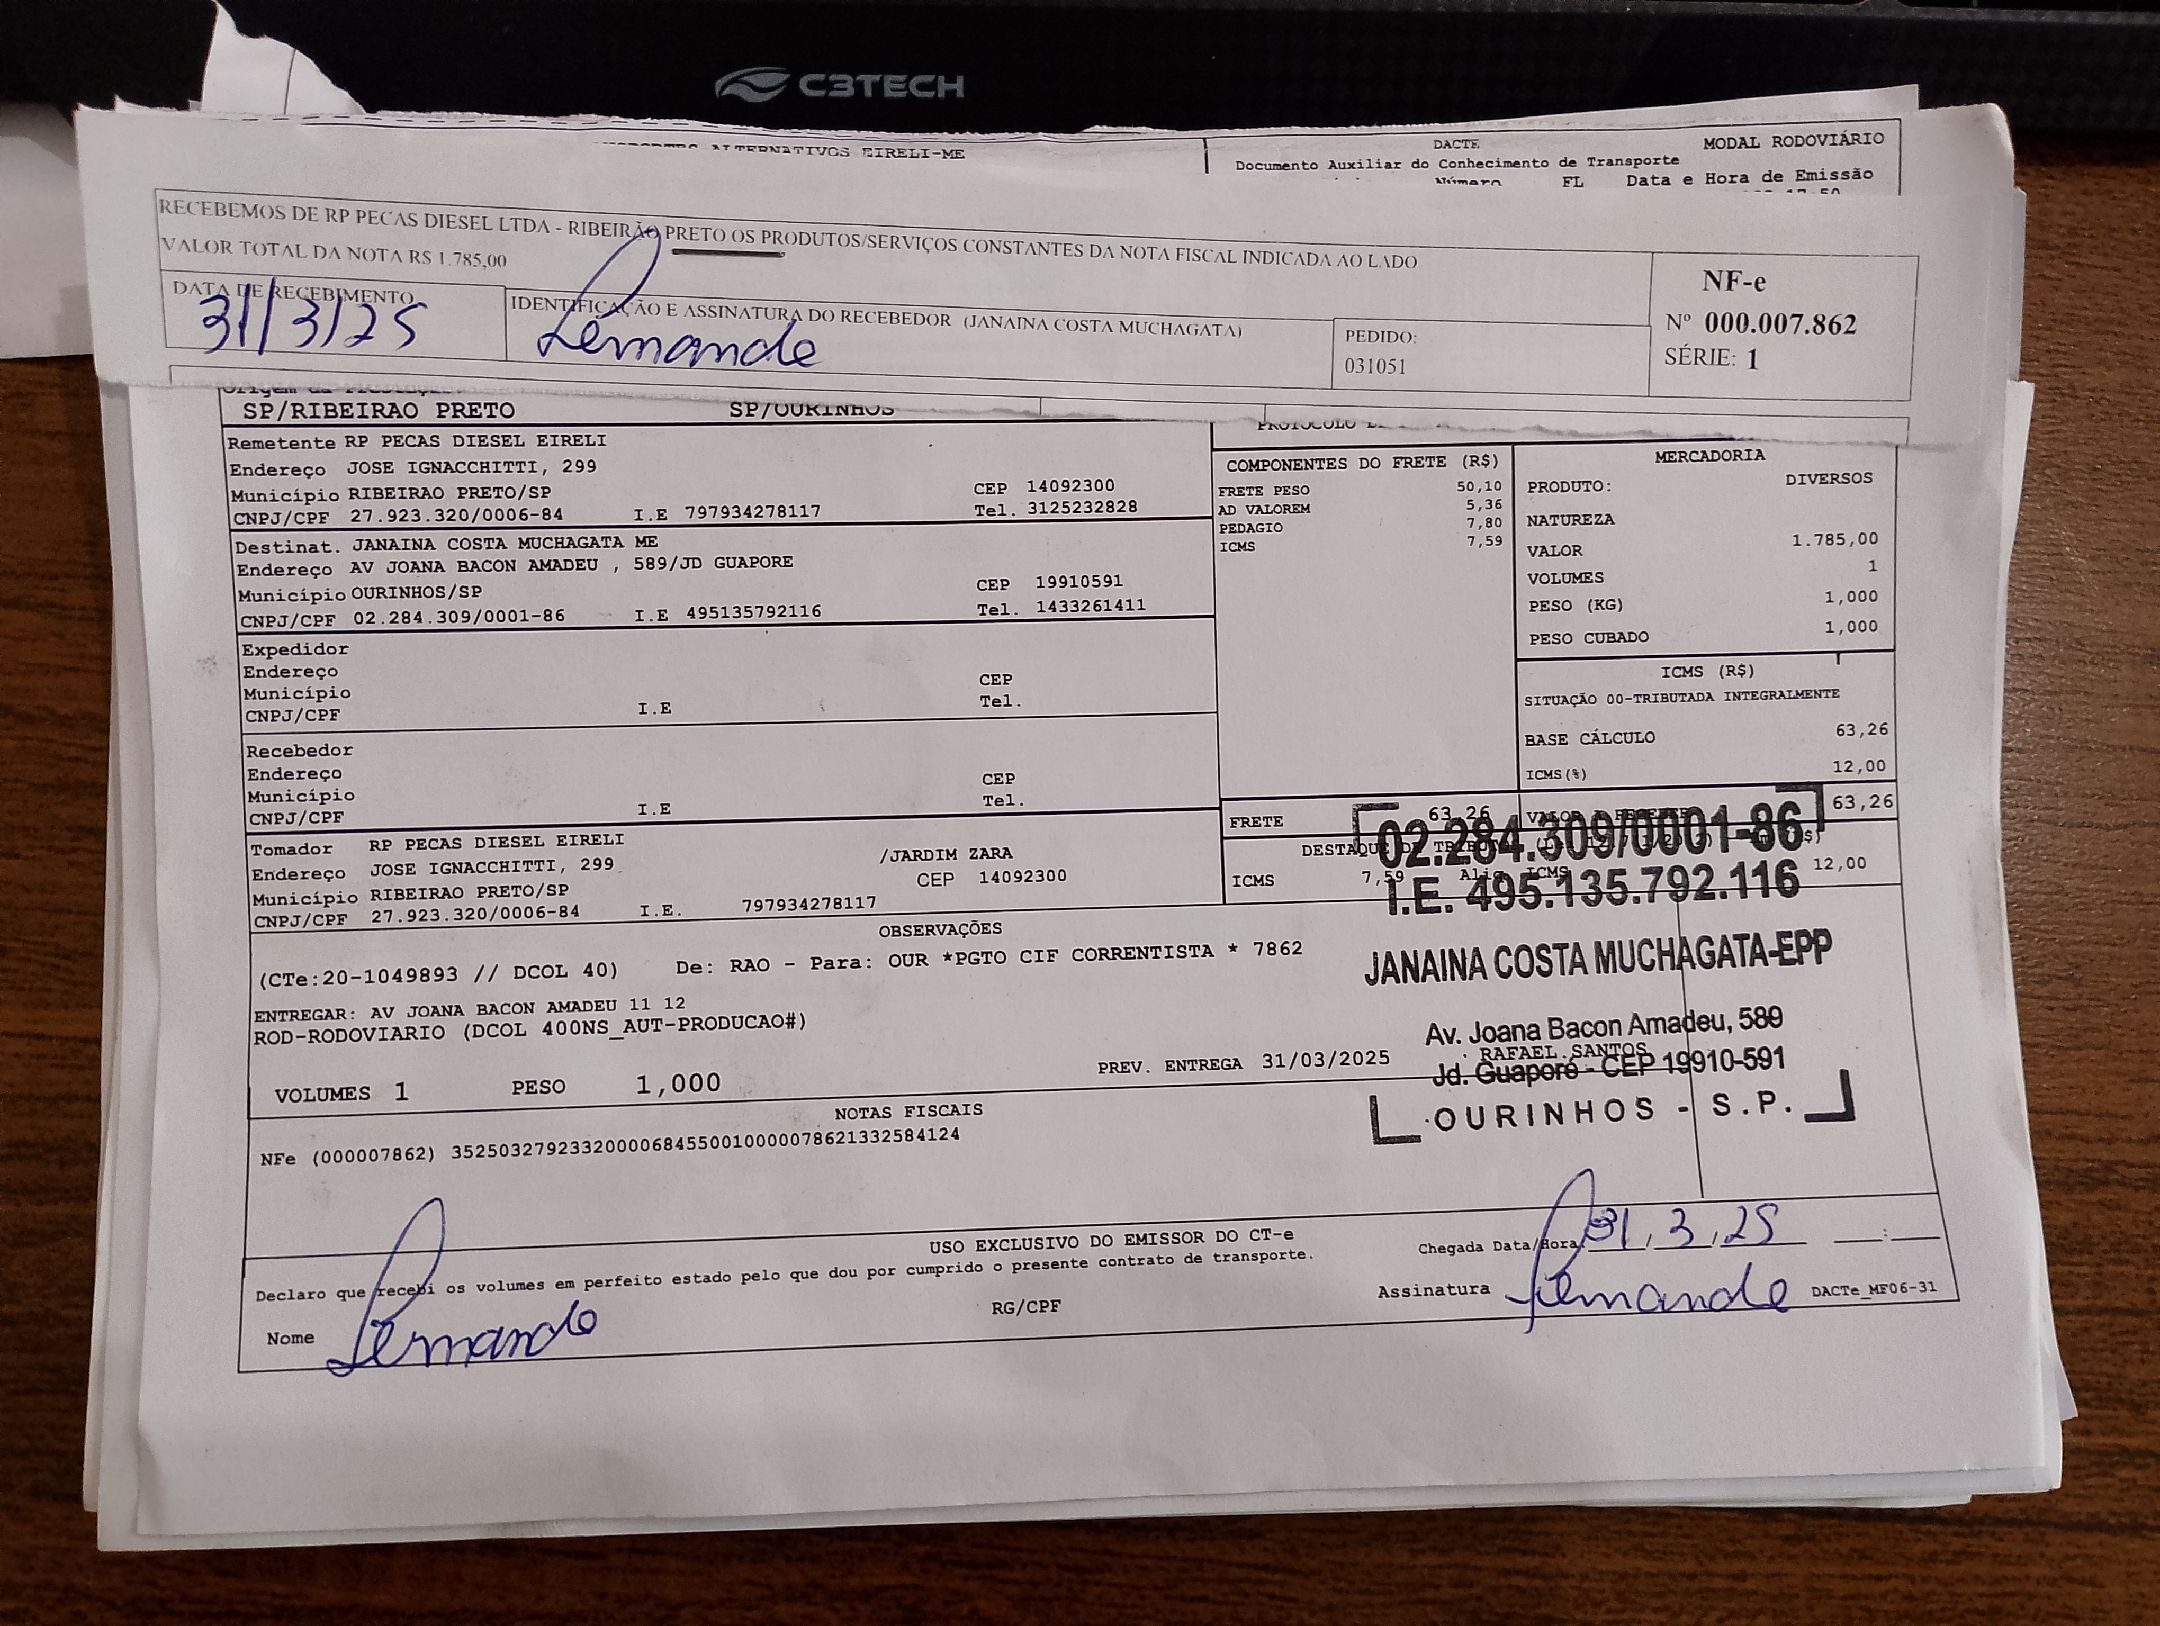 C3TECH
ALTERNATIVOS EIRELI-ME
DACTE
MODAL RODOVIÁRIO
Documento Auxiliar do Conhecimento de Transporte
Número FL Data e Hora de Emissão
RECEBEMOS DE RP PECAS DIESEL LTDA - RIBEIRÃO PRETO OS PRODUTOS/SERVIÇOS CONSTANTES DA NOTA FISCAL INDICADA AO LADO
VALOR TOTAL DA NOTA R$ 1.785,00
DATA DE RECEBIMENTO
31/3/25
IDENTIFICAÇÃO E ASSINATURA DO RECEBEDOR (JANAINA COSTA MUCHAGATA)
Fernando
PEDIDO:
031051
NF-e
Nº 000.007.862
SÉRIE: 1
SP/RIBEIRAO PRETO SP/OURINHOS
Remetente RP PECAS DIESEL EIRELI
Endereço JOSE IGNACCHITTI, 299
Município RIBEIRAO PRETO/SP CEP 14092300
CNPJ/CPF 27.923.320/0006-84 I.E 797934278117 Tel. 3125232828
Destinat. JANAINA COSTA MUCHAGATA ME
Endereço AV JOANA BACON AMADEU , 589/JD GUAPORE
Município OURINHOS/SP CEP 19910591
CNPJ/CPF 02.284.309/0001-86 I.E 495135792116 Tel. 1433261411
Expedidor
Endereço
Município CEP
CNPJ/CPF I.E Tel.
Recebedor
Endereço
Município CEP
CNPJ/CPF I.E Tel.
Tomador RP PECAS DIESEL EIRELI
Endereço JOSE IGNACCHITTI, 299 /JARDIM ZARA
Município RIBEIRAO PRETO/SP CEP 14092300
CNPJ/CPF 27.923.320/0006-84 I.E. 797934278117
COMPONENTES DO FRETE (R$)
FRETE PESO 50,10
AD VALOREM 5,36
PEDAGIO 7,80
ICMS 7,59
MERCADORIA
PRODUTO: DIVERSOS
NATUREZA
VALOR 1.785,00
VOLUMES 1
PESO (KG) 1,000
PESO CUBADO 1,000
ICMS (R$)
SITUAÇÃO 00-TRIBUTADA INTEGRALMENTE
BASE CÁLCULO 63,26
ICMS(%) 12,00
FRETE 63,26 63,26
ICMS 7,59 Aliq. ICMS 12,00
OBSERVAÇÕES
(CTe:20-1049893 // DCOL 40) De: RAO - Para: OUR *PGTO CIF CORRENTISTA * 7862
ENTREGAR: AV JOANA BACON AMADEU 11 12
ROD-RODOVIARIO (DCOL 400NS_AUT-PRODUCAO#)
PREV. ENTREGA 31/03/2025
RAFAEL SANTOS
VOLUMES 1 PESO 1,000
02.284.309/0001-86
I.E. 495.135.792.116
JANAINA COSTA MUCHAGATA-EPP
Av. Joana Bacon Amadeu, 589
Jd. Guaporé - CEP 19910-591
OURINHOS - S.P.
NOTAS FISCAIS
NFe (000007862) 35250327923320000684550010000078621332584124
USO EXCLUSIVO DO EMISSOR DO CT-e
Declaro que recebi os volumes em perfeito estado pelo que dou por cumprido o presente contrato de transporte.
Chegada Data/Hora 31,3,25
Nome Fernando
RG/CPF
Assinatura Fernando
DACTe_MF06-31